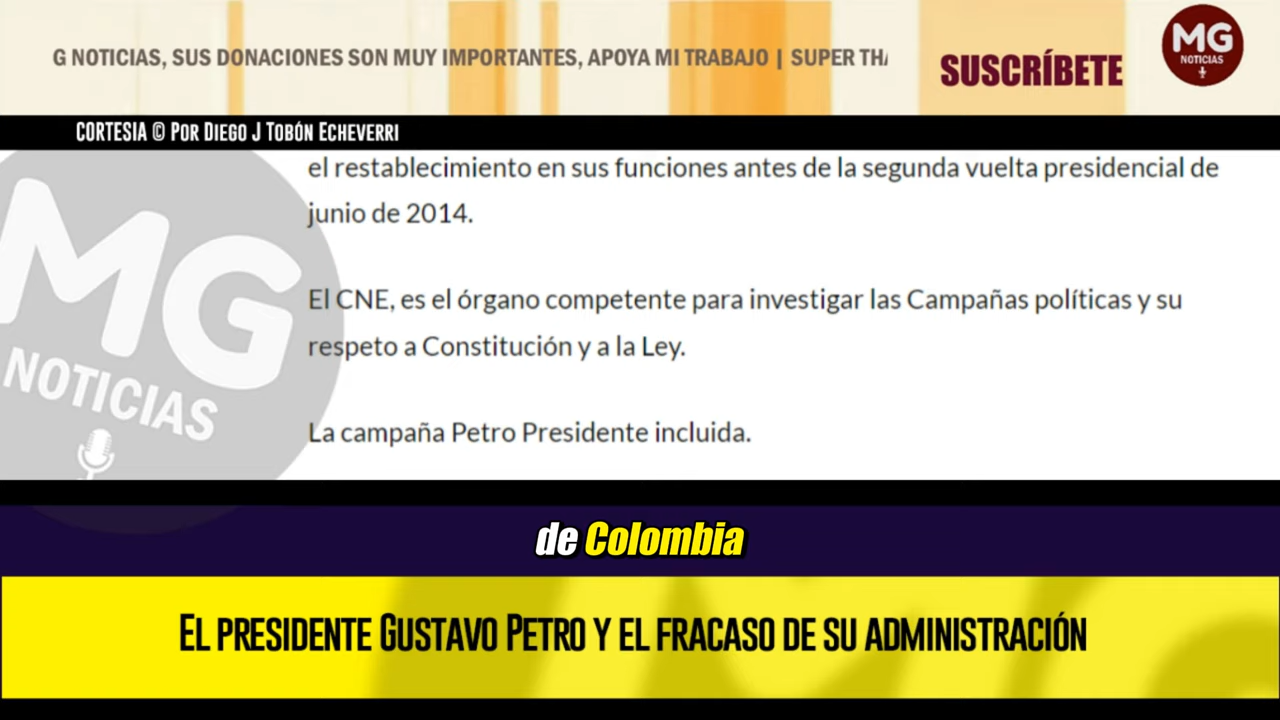 G NOTICIAS, SUS DONACIONES SON MUY IMPORTANTES, APOYA MI TRABAJO | SUPER
SUSCRÍBETE
MG
NOTICIAS
CORTESIA © POR DIEGO J TOBÓN ECHEVERRI
el restablecimiento en sus funciones antes de la segunda vuelta presidencial de
junio de 2014.
El CNE, es el órgano competente para investigar las Campañas políticas y su
respeto a Constitución y a la Ley.
La campaña Petro Presidente incluida.
MG
NOTICIAS
de Colombia
EL PRESIDENTE GUSTAVO PETRO Y EL FRACASO DE SU ADMINISTRACIÓN